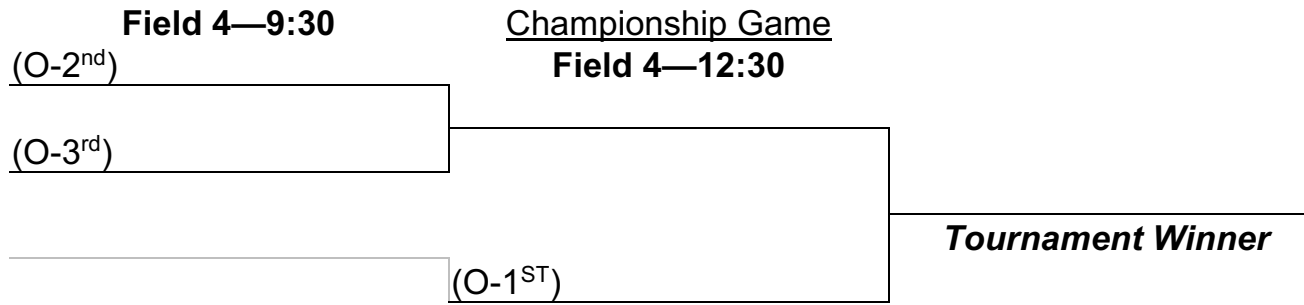 Field 4—9:30
Championship Game
(O-2nd)
Field 4—12:30
(O-3rd)
Tournament Winner
(O-1ST)